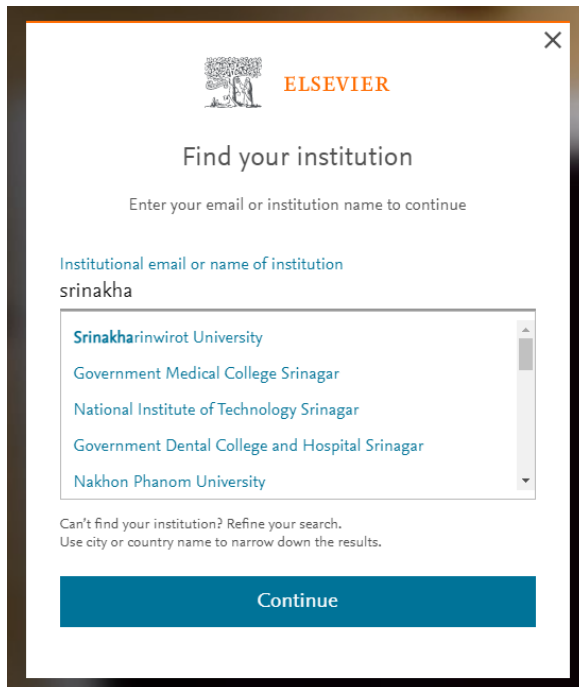 ELSEVIER
Find your institution
Enter your email or institution name to continue
Institutional email or name of institution
srinakha
Srinakharinwirot University
Government Medical College Srinagar
National Institute of Technology Srinagar
Government Dental College and Hospital Srinagar
Nakhon Phanom University
Can't find your institution? Refine your search.
Use city or country name to narrow down the results.
Continue